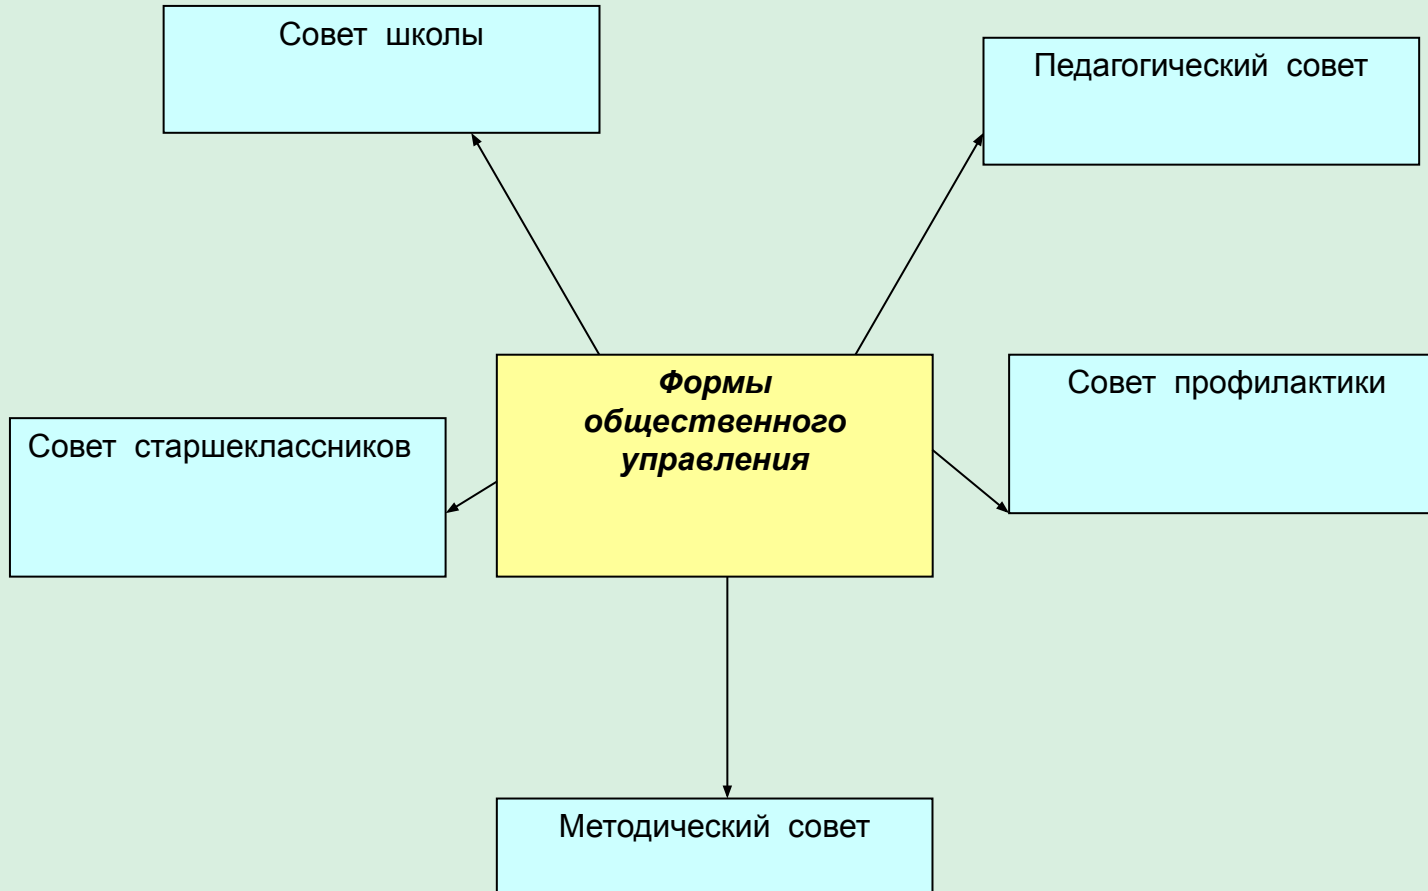 Совет школы
Педагогический совет
Формы
общественного
управления
Совет профилактики
Совет старшеклассников
Методический совет